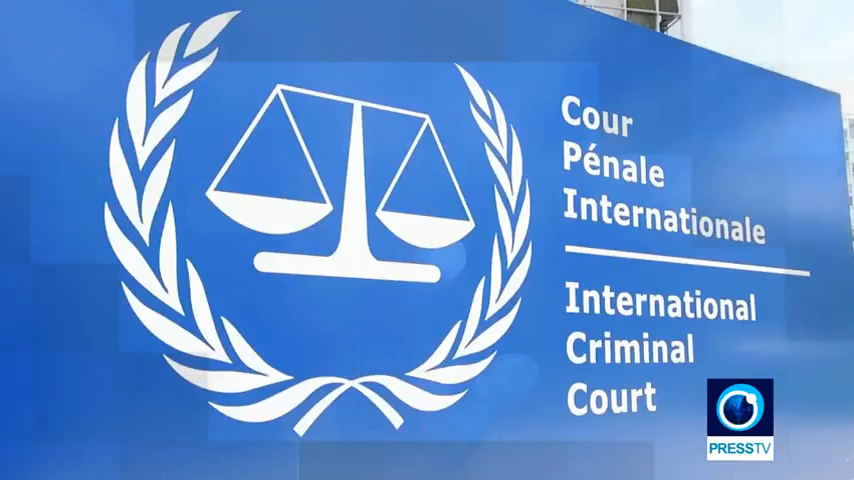 Cour
Pénale
Internationale
International
Criminal
Court
PRESSTV